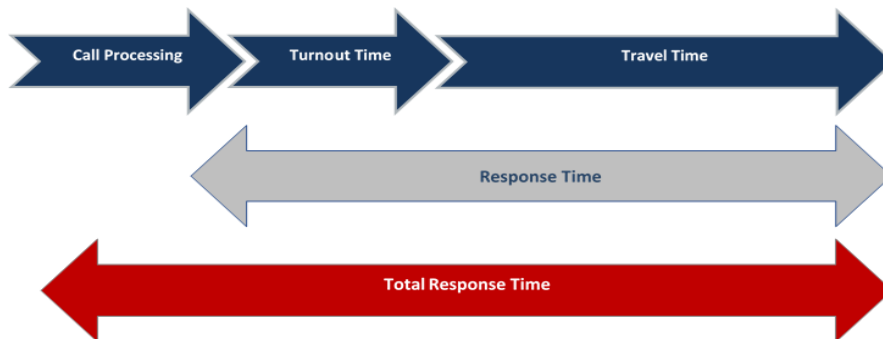 Call Processing
Turnout Time
Travel Time
Response Time
Total Response Time